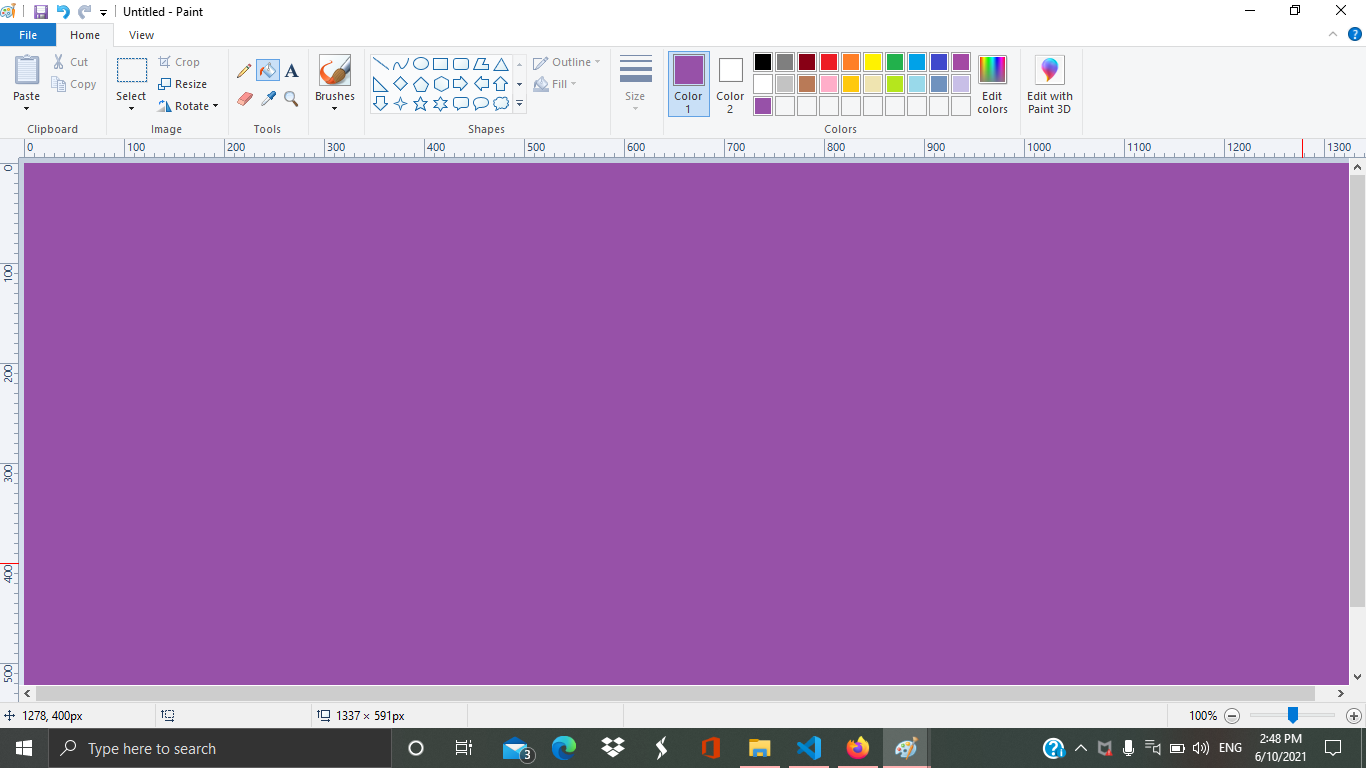 Untitled - Paint
File Home View
Paste
Cut
Copy
Clipboard
Select
Crop
Resize
Rotate
Image
A
Tools
Brushes
Shapes
Outline
Fill
Size
Color 1
Color 2
Colors
Edit colors
Edit with Paint 3D
0 100 200 300 400 500 600 700 800 900 1000 1100 1200 1300
0
100
200
300
400
500
1278, 400px
1337 × 591px
100%
Type here to search
3
ENG
2:48 PM
6/10/2021